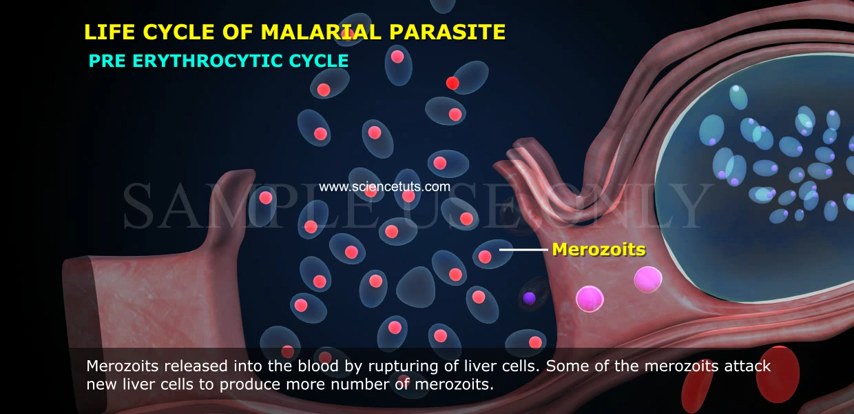 LIFE CYCLE OF MALARIAL PARASITE
PRE ERYTHROCYTIC CYCLE
www.sciencetuts.com
SAMPLE USE ONLY
Merozoits
Merozoits released into the blood by rupturing of liver cells. Some of the merozoits attack
new liver cells to produce more number of merozoits.